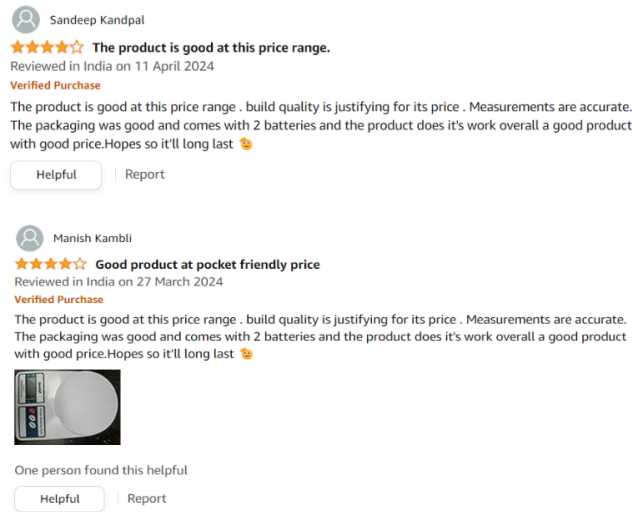 Sandeep Kandpal
The product is good at this price range.
Reviewed in India on 11 April 2024
Verified Purchase
The product is good at this price range . build quality is justifying for its price . Measurements are accurate.
The packaging was good and comes with 2 batteries and the product does it's work overall a good product
with good price.Hopes so it'll long last 🫡
Helpful | Report
Manish Kambli
Good product at pocket friendly price
Reviewed in India on 27 March 2024
Verified Purchase
The product is good at this price range . build quality is justifying for its price . Measurements are accurate.
The packaging was good and comes with 2 batteries and the product does it's work overall a good product
with good price.Hopes so it'll long last 🫡
One person found this helpful
Helpful | Report